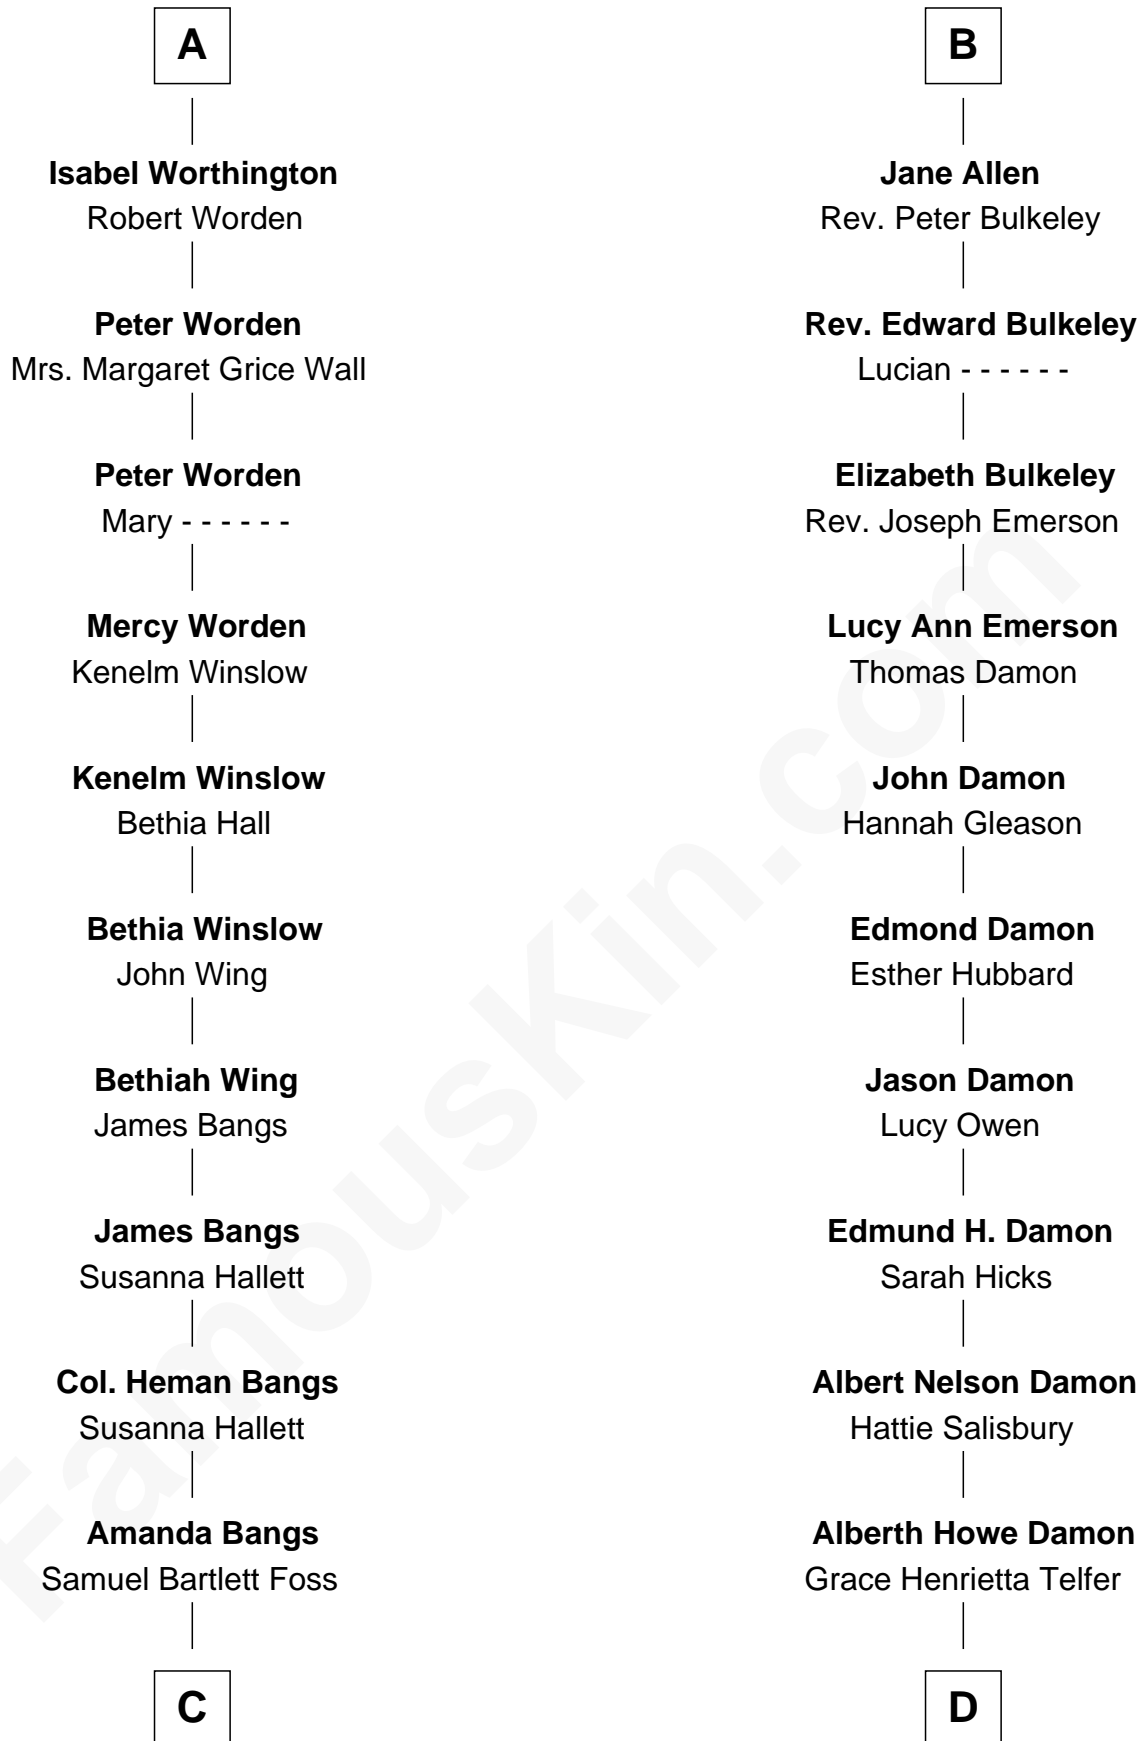 A
Isabel Worthington
Robert Worden
Peter Worden
Mrs. Margaret Grice Wall
Peter Worden
Mary - - - - - -
Mercy Worden
Kenelm Winslow
Kenelm Winslow
Bethia Hall
Bethia Winslow
John Wing
Bethiah Wing
James Bangs
James Bangs
Susanna Hallett
Col. Heman Bangs
Susanna Hallett
Amanda Bangs
Samuel Bartlett Foss
C
B
Jane Allen
Rev. Peter Bulkeley
Rev. Edward Bulkeley
Lucian - - - - - -
Elizabeth Bulkeley
Rev. Joseph Emerson
Lucy Ann Emerson
Thomas Damon
John Damon
Hannah Gleason
Edmond Damon
Esther Hubbard
Jason Damon
Lucy Owen
Edmund H. Damon
Sarah Hicks
Albert Nelson Damon
Hattie Salisbury
Alberth Howe Damon
Grace Henrietta Telfer
D
FamousKin.com